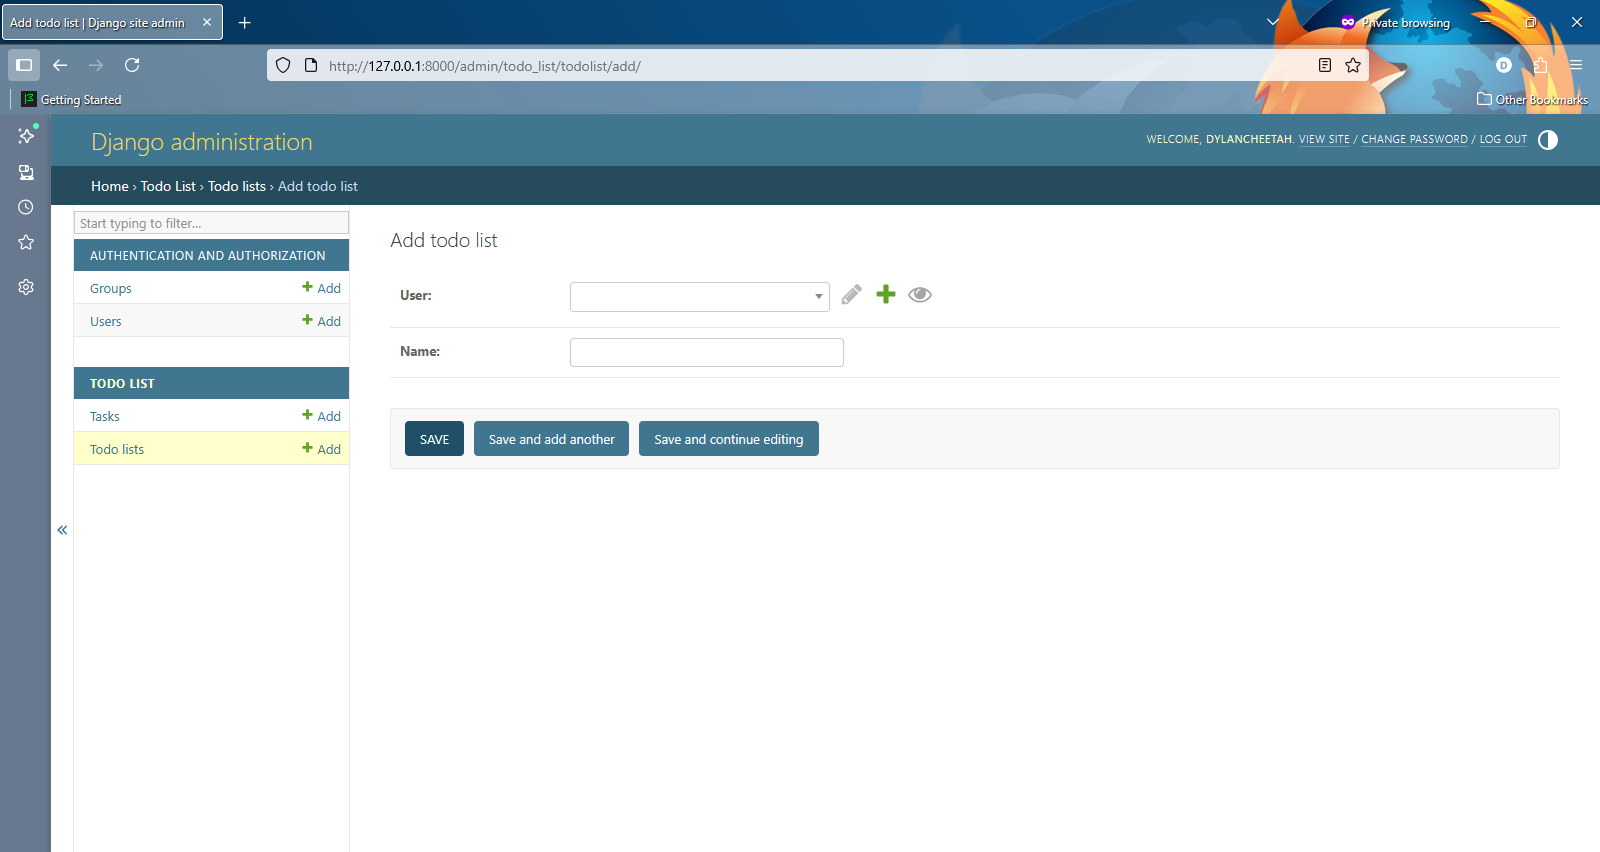 Add todo list | Django site admin
Private browsing
http://127.0.0.1:8000/admin/todo_list/todolist/add/
D
Getting Started
Other Bookmarks
Django administration
WELCOME, DYLANCHEETAH. VIEW SITE / CHANGE PASSWORD / LOG OUT
Home › Todo List › Todo lists › Add todo list
Start typing to filter...
AUTHENTICATION AND AUTHORIZATION
Groups + Add
Users + Add
TODO LIST
Tasks + Add
Todo lists + Add
«
Add todo list
User:
Name:
SAVE
Save and add another
Save and continue editing